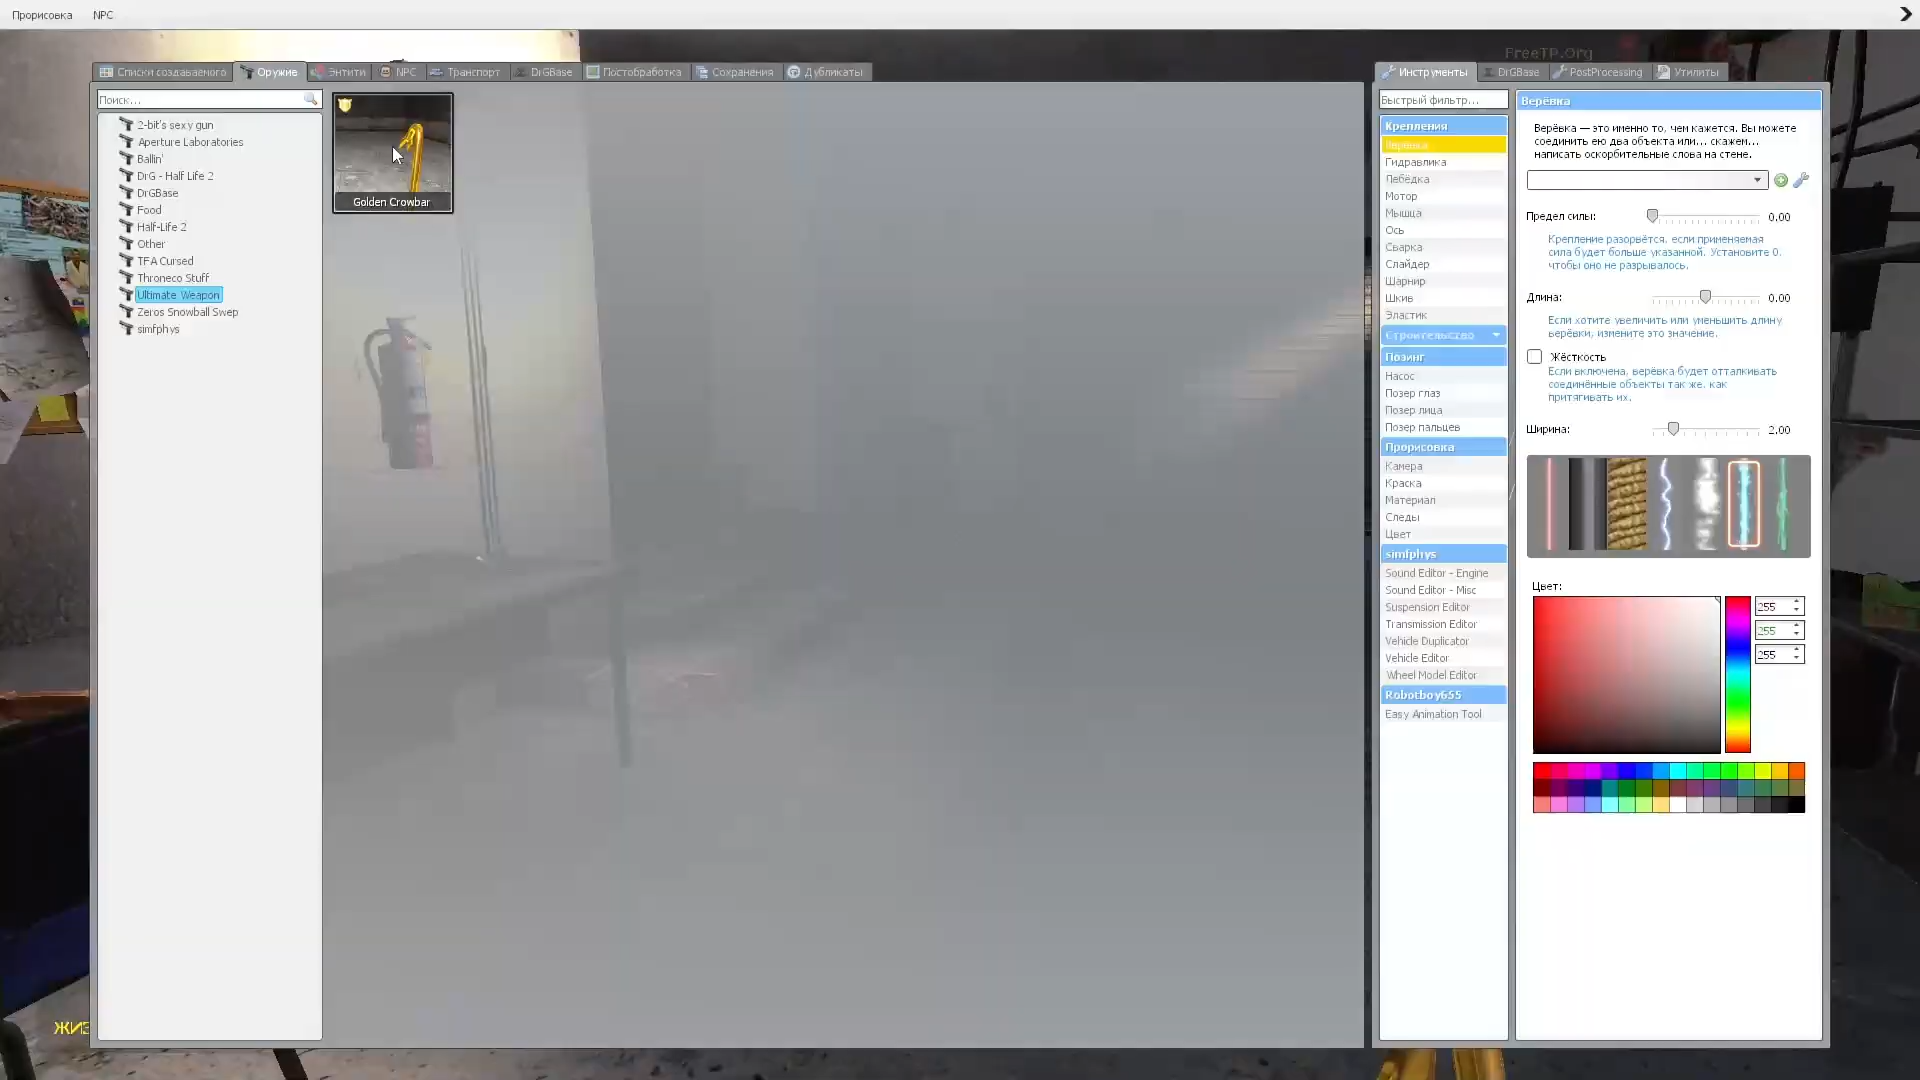 Прорисовка NPC
FreeTP.Org
Списки создаваемого Оружие Энтити NPC Транспорт DrGBase Постобработка Сохранения Дубликаты
Инструменты DrGBase PostProcessing Утилиты
Поиск...
2-bit's sexy gun
Aperture Laboratories
Ballin'
DrG - Half Life 2
DrGBase
Food
Half-Life 2
Other
TFA Cursed
Throneco Stuff
Ultimate Weapon
Zeros Snowball Swep
simfphys
Golden Crowbar
Быстрый фильтр...
Крепления
Верёвка
Гидравлика
Лебёдка
Мотор
Мышца
Ось
Сварка
Слайдер
Шарнир
Шкив
Эластик
Строительство
Позинг
Насос
Позер глаз
Позер лица
Позер пальцев
Прорисовка
Камера
Краска
Материал
Следы
Цвет
simfphys
Sound Editor - Engine
Sound Editor - Misc
Suspension Editor
Transmission Editor
Vehicle Duplicator
Vehicle Editor
Wheel Model Editor
Robotboy655
Easy Animation Tool
Верёвка
Верёвка — это именно то, чем кажется. Вы можете
соединить ею два объекта или... скажем...
написать оскорбительные слова на стене.
Предел силы: 0.00
Крепление разорвётся, если применяемая
сила будет больше указанной. Установите 0,
чтобы оно не разрывалось.
Длина: 0.00
Если хотите увеличить или уменьшить длину
верёвки, измените это значение.
Жёсткость
Если включена, верёвка будет отталкивать
соединённые объекты так же, как
притягивать их.
Ширина: 2.00
Цвет:
255
255
255